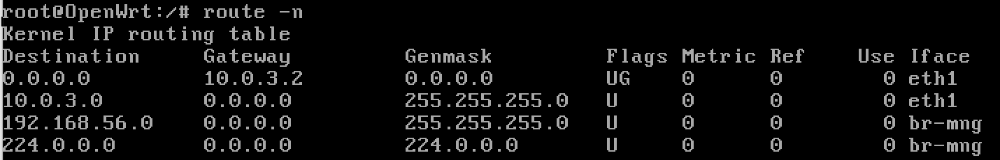 root@OpenWrt:/# route -n
Kernel IP routing table
Destination     Gateway         Genmask         Flags Metric Ref    Use Iface
0.0.0.0         10.0.3.2        0.0.0.0         UG    0      0        0 eth1
10.0.3.0        0.0.0.0         255.255.255.0   U     0      0        0 eth1
192.168.56.0    0.0.0.0         255.255.255.0   U     0      0        0 br-mng
224.0.0.0       0.0.0.0         224.0.0.0       U     0      0        0 br-mng